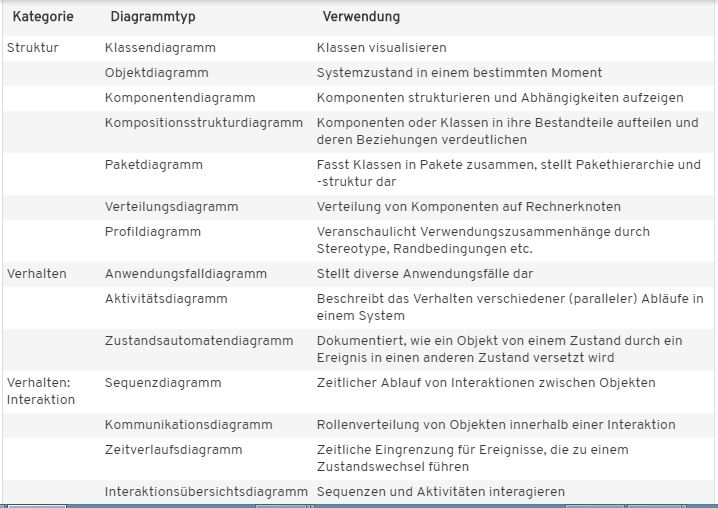 Kategorie Diagrammtyp Verwendung
Struktur Klassendiagramm Klassen visualisieren
Objektdiagramm Systemzustand in einem bestimmten Moment
Komponentendiagramm Komponenten strukturieren und Abhängigkeiten aufzeigen
Kompositionsstrukturdiagramm Komponenten oder Klassen in ihre Bestandteile aufteilen und
deren Beziehungen verdeutlichen
Paketdiagramm Fasst Klassen in Pakete zusammen, stellt Pakethierarchie und
-struktur dar
Verteilungsdiagramm Verteilung von Komponenten auf Rechnerknoten
Profildiagramm Veranschaulicht Verwendungszusammenhänge durch
Stereotype, Randbedingungen etc.
Verhalten Anwendungsfalldiagramm Stellt diverse Anwendungsfälle dar
Aktivitätsdiagramm Beschreibt das Verhalten verschiedener (paralleler) Abläufe in
einem System
Zustandsautomatendiagramm Dokumentiert, wie ein Objekt von einem Zustand durch ein
Ereignis in einen anderen Zustand versetzt wird
Verhalten: Sequenzdiagramm Zeitlicher Ablauf von Interaktionen zwischen Objekten
Interaktion
Kommunikationsdiagramm Rollenverteilung von Objekten innerhalb einer Interaktion
Zeitverlaufsdiagramm Zeitliche Eingrenzung für Ereignisse, die zu einem
Zustandswechsel führen
Interaktionsübersichtsdiagramm Sequenzen und Aktivitäten interagieren